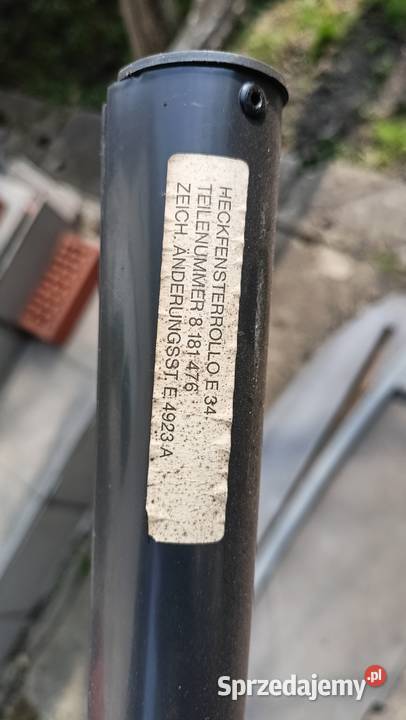 HECKFENSTERROLLO E 34
TEILENUMMER 8 181 476
ZEICH. ÄNDERUNGSST. E 4923 A
Sprzedajemy.pl